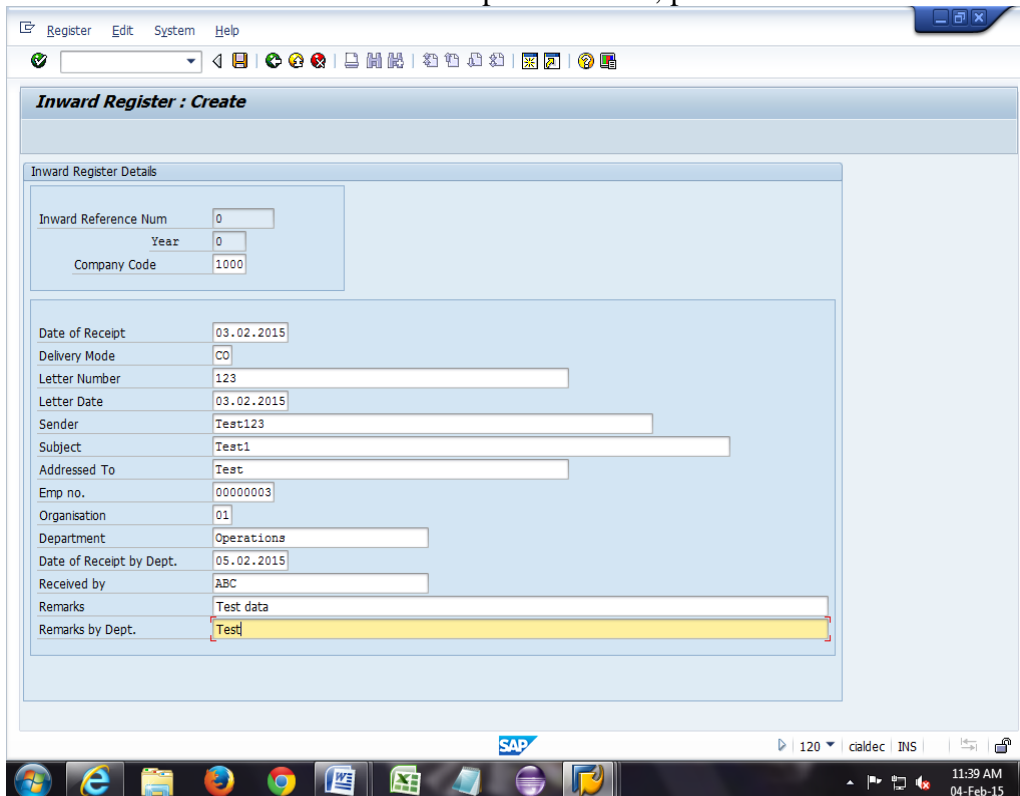 Register Edit System Help
Inward Register : Create
Inward Register Details
Inward Reference Num 0
Year 0
Company Code 1000
Date of Receipt 03.02.2015
Delivery Mode CO
Letter Number 123
Letter Date 03.02.2015
Sender Test123
Subject Test1
Addressed To Test
Emp no. 00000003
Organisation 01
Department Operations
Date of Receipt by Dept. 05.02.2015
Received by ABC
Remarks Test data
Remarks by Dept. Test
SAP 120 cialdec INS
11:39 AM
04-Feb-15